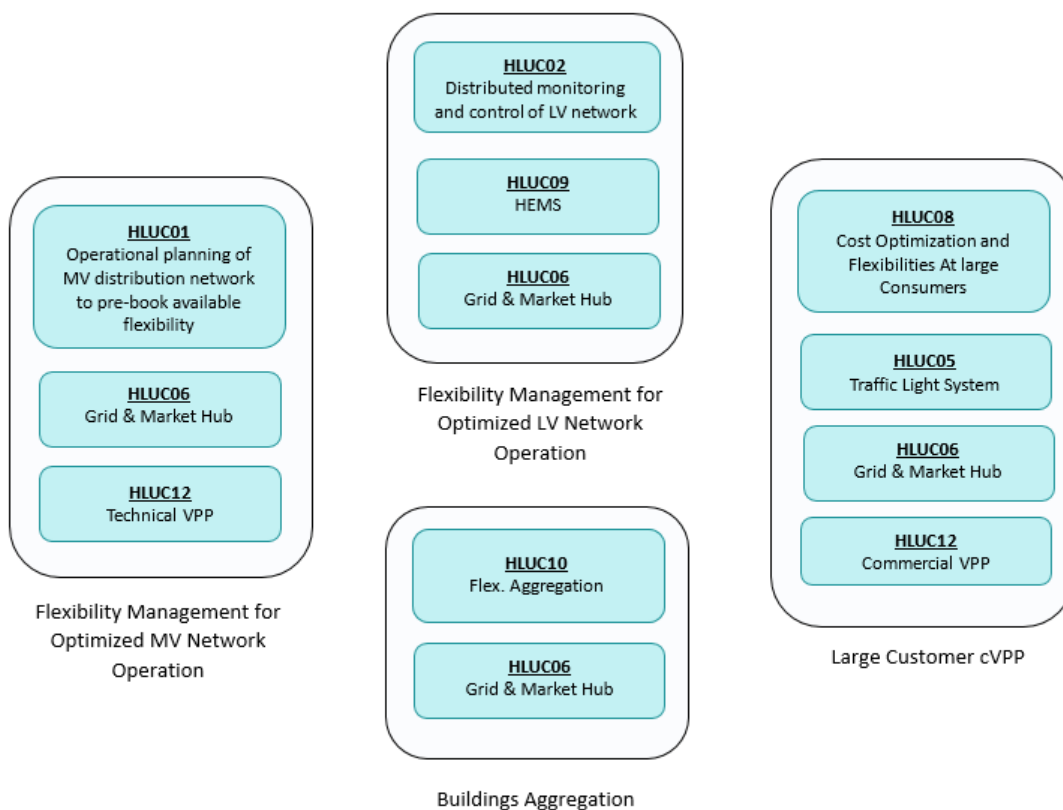 HLUC01
Operational planning of
MV distribution network
to pre-book available
flexibility
HLUC06
Grid & Market Hub
HLUC12
Technical VPP
Flexibility Management for
Optimized MV Network
Operation
HLUC02
Distributed monitoring
and control of LV network
HLUC09
HEMS
HLUC06
Grid & Market Hub
Flexibility Management for
Optimized LV Network
Operation
HLUC10
Flex. Aggregation
HLUC06
Grid & Market Hub
Buildings Aggregation
HLUC08
Cost Optimization and
Flexibilities At large
Consumers
HLUC05
Traffic Light System
HLUC06
Grid & Market Hub
HLUC12
Commercial VPP
Large Customer cVPP